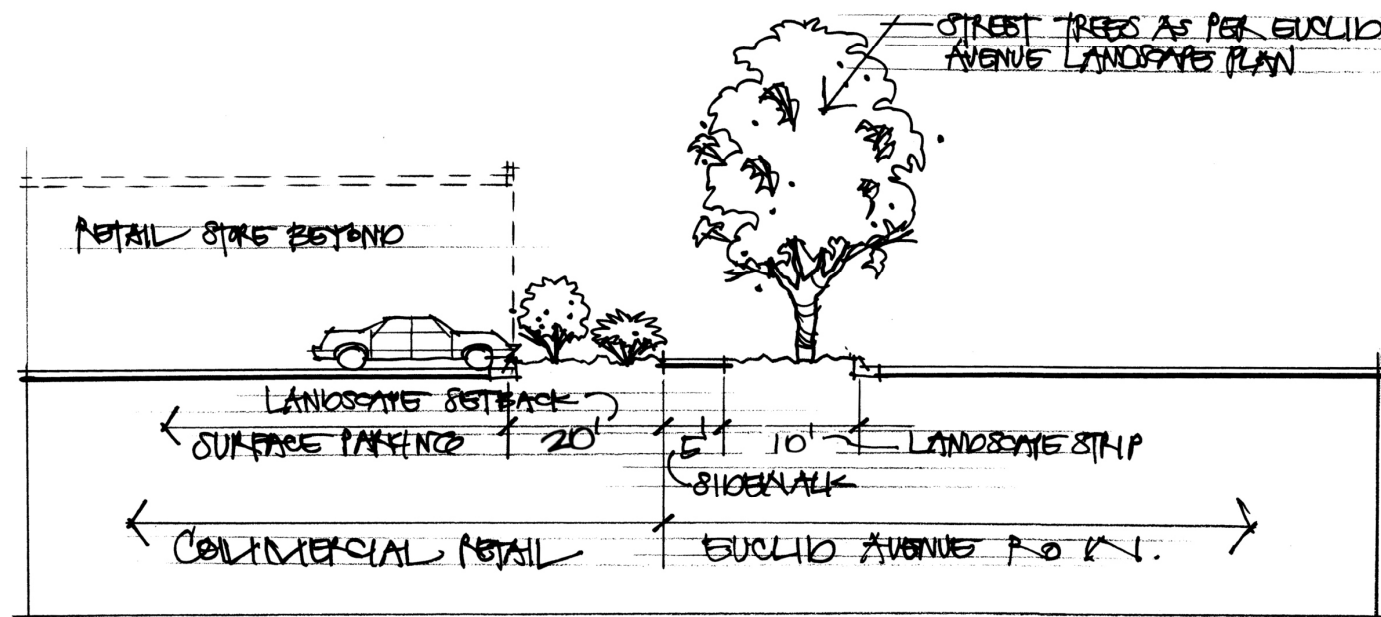 STREET TREES AS PER EUCLID
AVENUE LANDSCAPE PLAN
RETAIL STORE BEYOND
LANDSCAPE SETBACK
SURFACE PARKING
20'
5'
10'
LANDSCAPE STRIP
SIDEWALK
COMMERCIAL RETAIL
EUCLID AVENUE R.O.W.